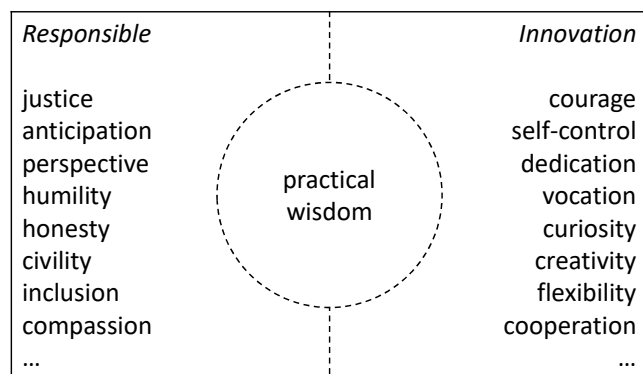 Responsible
justice
anticipation
perspective
humility
honesty
civility
inclusion
compassion
...
practical
wisdom
Innovation
courage
self-control
dedication
vocation
curiosity
creativity
flexibility
cooperation
...